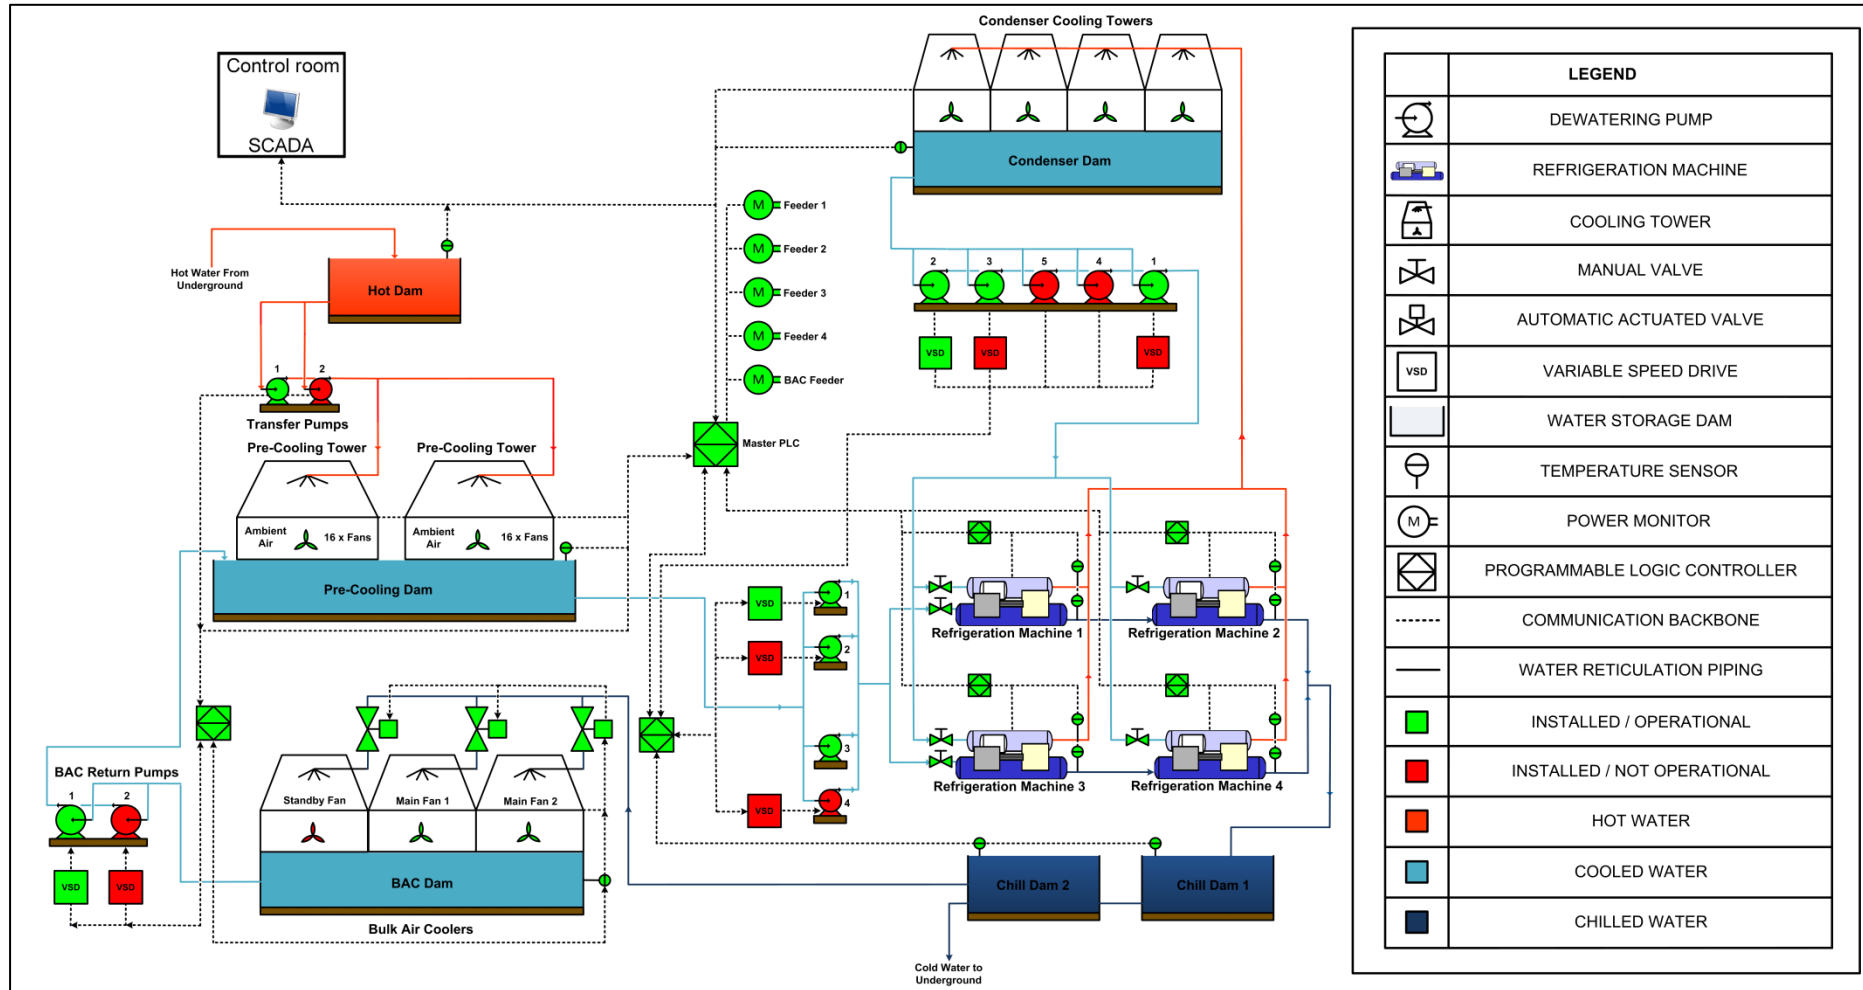 Condenser Cooling Towers
Control room
SCADA
Condenser Dam
Feeder 1
Feeder 2
Feeder 3
Feeder 4
BAC Feeder
M
M
M
M
M
Hot Water From
Underground
Hot Dam
2
3
5
4
1
VSD
VSD
VSD
1
2
Transfer Pumps
Master PLC
Pre-Cooling Tower
Pre-Cooling Tower
Ambient
Air
16 x Fans
Ambient
Air
16 x Fans
Pre-Cooling Dam
VSD
1
VSD
2
3
VSD
4
Refrigeration Machine 1
Refrigeration Machine 2
Refrigeration Machine 3
Refrigeration Machine 4
BAC Return Pumps
1
2
VSD
VSD
Standby Fan
Main Fan 1
Main Fan 2
BAC Dam
Bulk Air Coolers
Chill Dam 2
Chill Dam 1
Cold Water to
Underground
LEGEND
DEWATERING PUMP
REFRIGERATION MACHINE
COOLING TOWER
MANUAL VALVE
AUTOMATIC ACTUATED VALVE
VSD
VARIABLE SPEED DRIVE
WATER STORAGE DAM
TEMPERATURE SENSOR
M
POWER MONITOR
PROGRAMMABLE LOGIC CONTROLLER
COMMUNICATION BACKBONE
WATER RETICULATION PIPING
INSTALLED / OPERATIONAL
INSTALLED / NOT OPERATIONAL
HOT WATER
COOLED WATER
CHILLED WATER